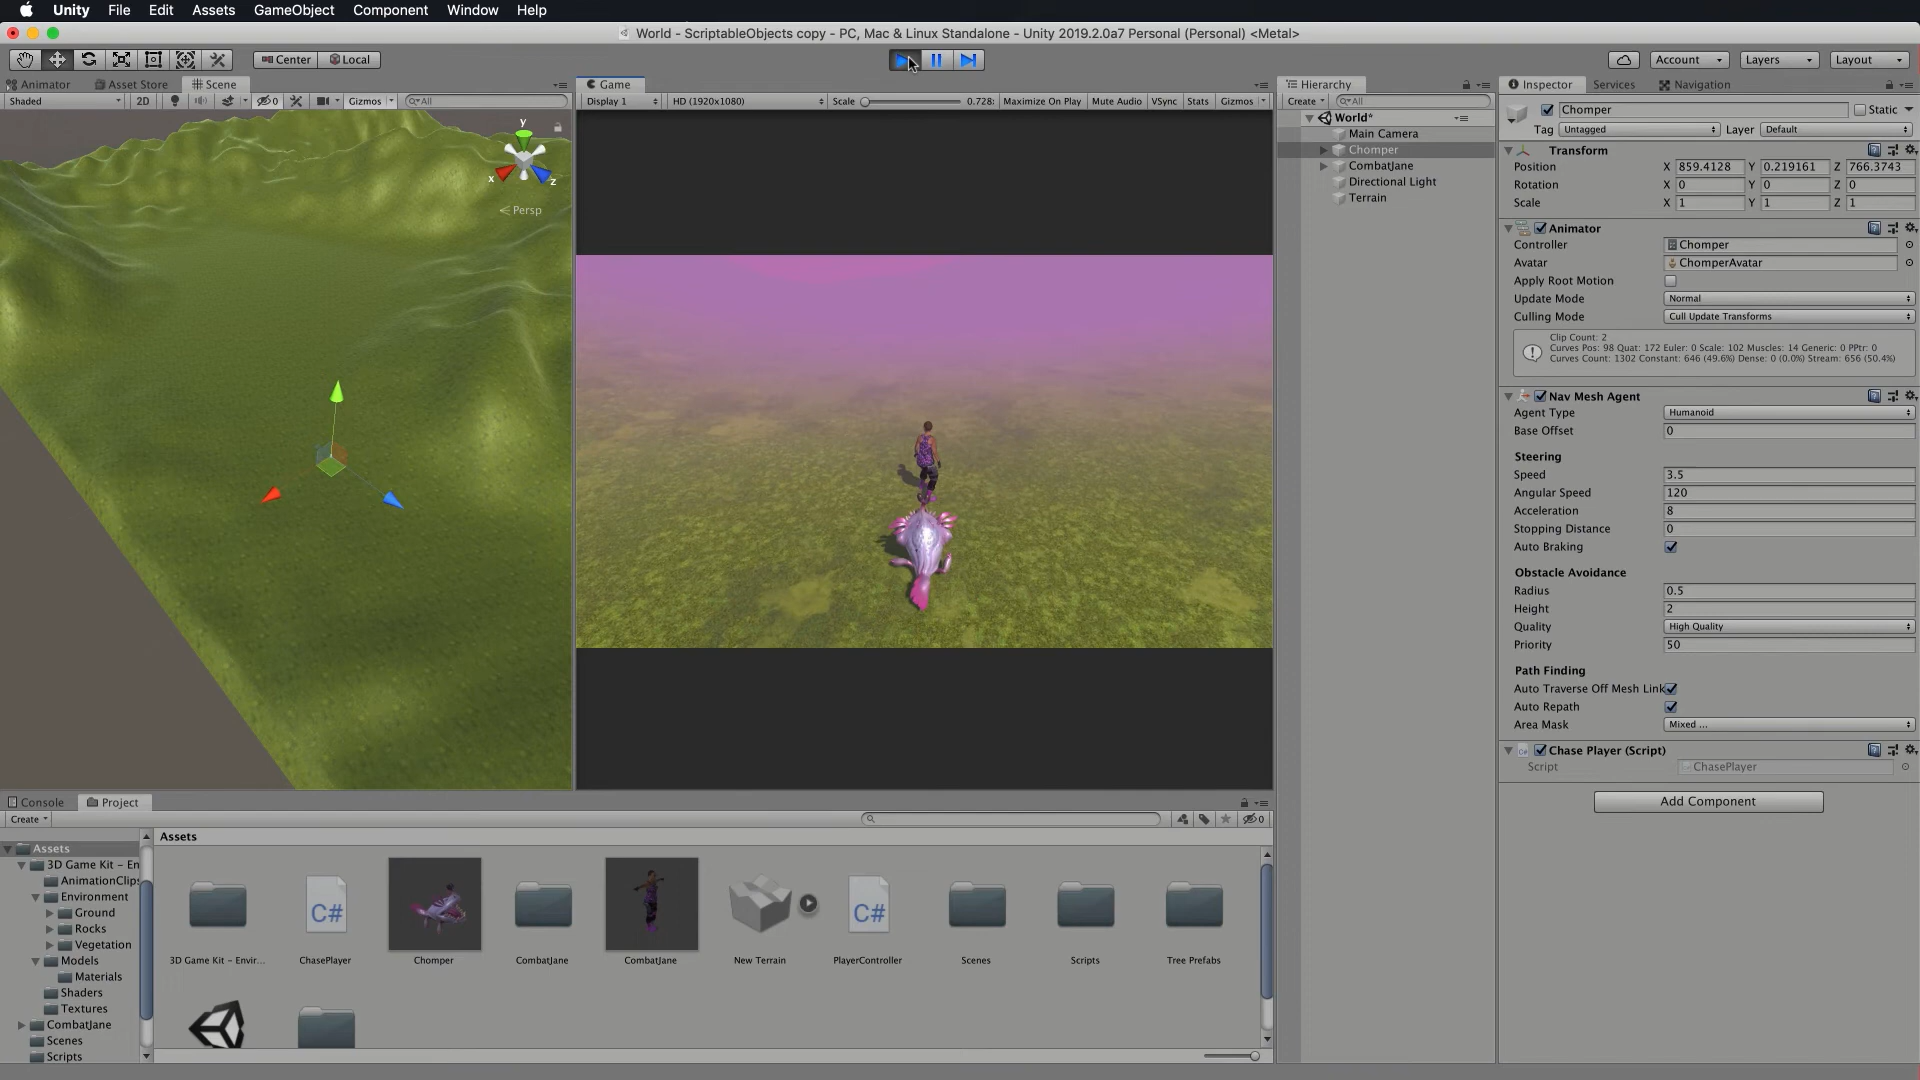 Unity File Edit Assets GameObject Component Window Help
World - ScriptableObjects copy - PC, Mac & Linux Standalone - Unity 2019.2.0a7 Personal (Personal) <Metal>
Center Local Account Layers Layout
Animator Asset Store Scene
Shaded 2D 0 Gizmos All
y
x
z
Persp
Game
Display 1 HD (1920x1080) Scale 0.728: Maximize On Play Mute Audio VSync Stats Gizmos
Hierarchy
Create All
World*
Main Camera
Chomper
CombatJane
Directional Light
Terrain
Inspector Services Navigation
Chomper Static
Tag Untagged Layer Default
Transform
Position X 859.4128 Y 0.219161 Z 766.3743
Rotation X 0 Y 0 Z 0
Scale X 1 Y 1 Z 1
Animator
Controller Chomper
Avatar ChomperAvatar
Apply Root Motion
Update Mode Normal
Culling Mode Cull Update Transforms
Clip Count: 2
Curves Pos: 98 Quat: 172 Euler: 0 Scale: 102 Muscles: 14 Generic: 0 PPtr: 0
Curves Count: 1302 Constant: 646 (49.6%) Dense: 0 (0.0%) Stream: 656 (50.4%)
Nav Mesh Agent
Agent Type Humanoid
Base Offset 0
Steering
Speed 3.5
Angular Speed 120
Acceleration 8
Stopping Distance 0
Auto Braking
Obstacle Avoidance
Radius 0.5
Height 2
Quality High Quality
Priority 50
Path Finding
Auto Traverse Off Mesh Link
Auto Repath
Area Mask Mixed ...
C# Chase Player (Script)
Script ChasePlayer
Add Component
Console Project
Create 0
Assets
3D Game Kit - En
AnimationClips
Environment
Ground
Rocks
Vegetation
Models
Materials
Shaders
Textures
CombatJane
Scenes
Scripts
Assets
C# C#
3D Game Kit - Envir... ChasePlayer Chomper CombatJane CombatJane New Terrain PlayerController Scenes Scripts Tree Prefabs